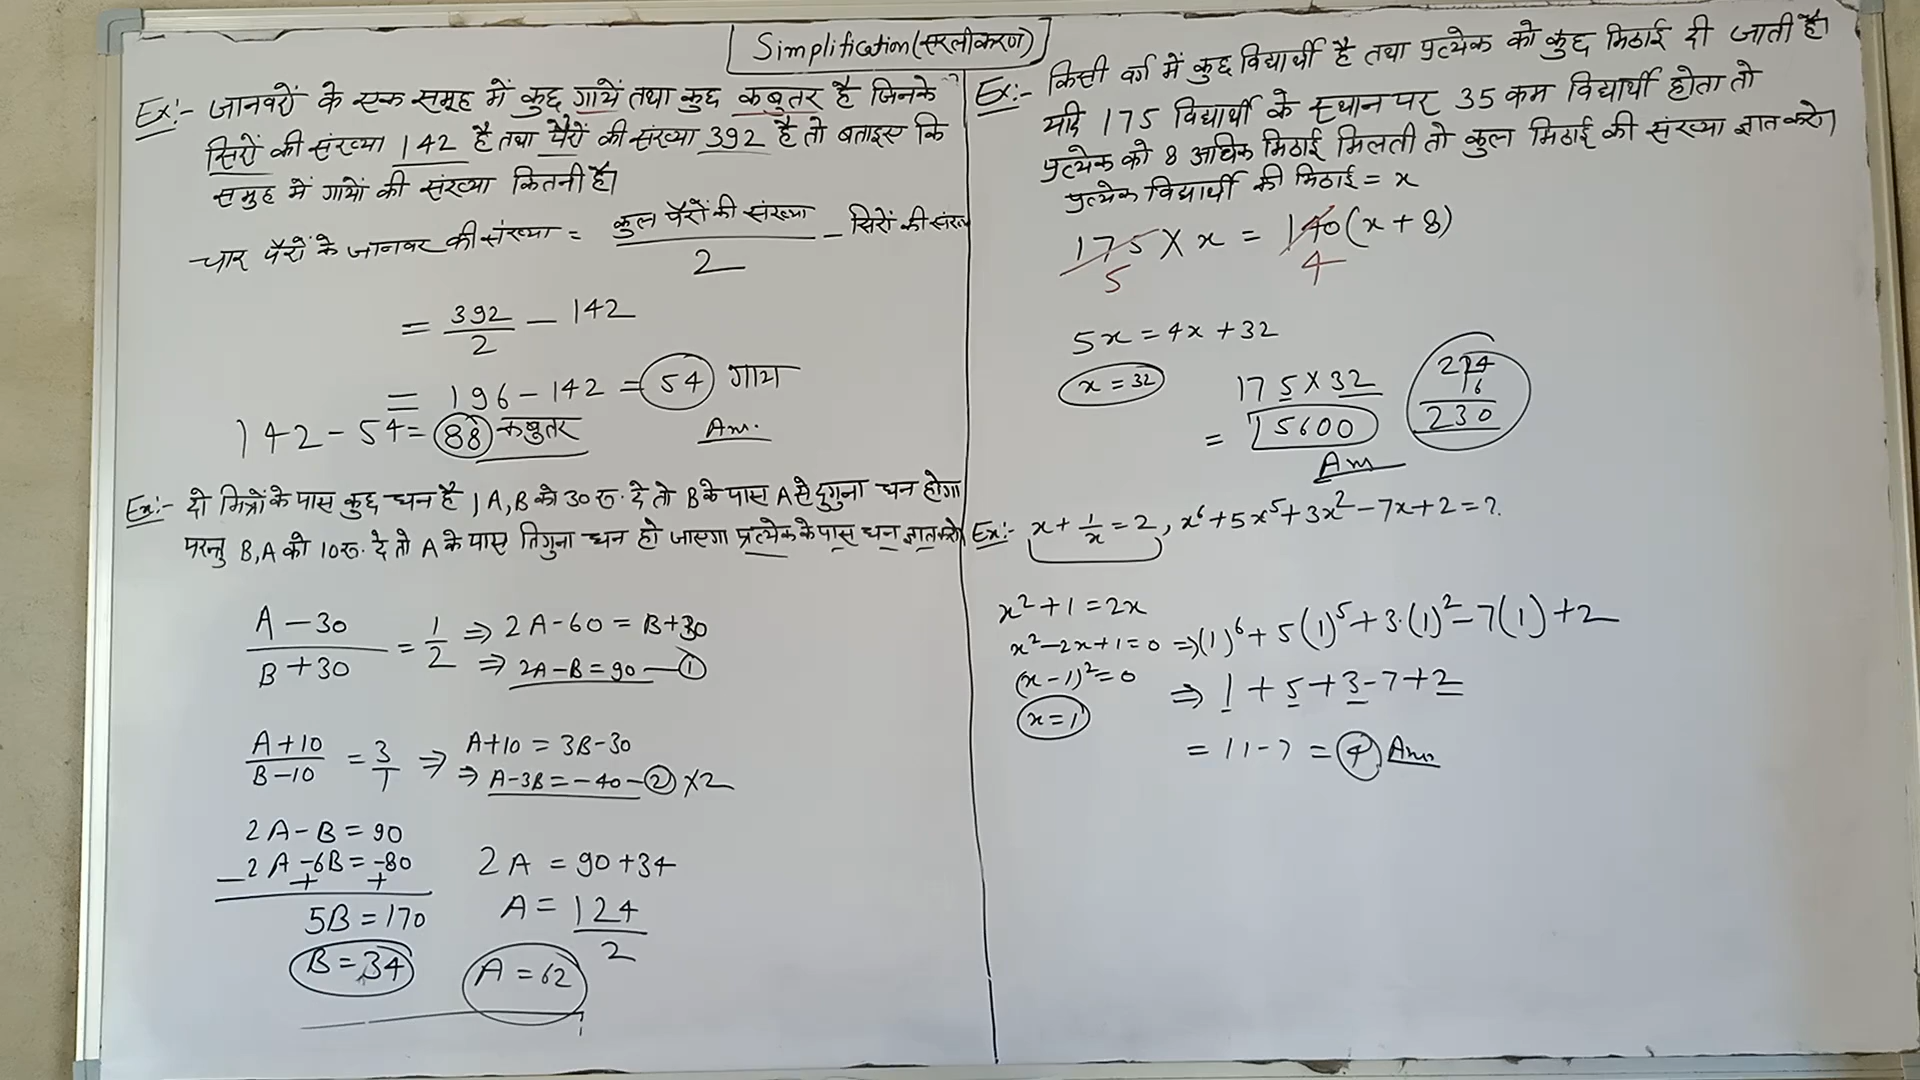 Simplification (सरलीकरण)
Ex:- जानवरों के एक समूह में कुछ गायें तथा कुछ कबुतर है जिनके
सिरों की संख्या 142 है तथा पैरों की संख्या 392 है तो बताइए कि
समुह में गायों की संख्या कितनी है।
चार पैरों के जानवर की संख्या = कुल पैरों की संख्या / 2 - सिरों की संख्
= 392/2 - 142
= 196 - 142 = 54 गाय
142 - 54 = 88 कबुतर Ans.
Ex:- दो मित्रों के पास कुछ धन है। A, B को 30 रू. दे तो B के पास A से दुगुना धन होगा
परन्तु B, A को 10 रू. दे तो A के पास तिगुना धन हो जाएगा प्रत्येक के पास धन ज्ञात करो।
A - 30 / B + 30 = 1/2 ⇒ 2A - 60 = B + 30
⇒ 2A - B = 90 — ①
A + 10 / B - 10 = 3/1 ⇒ A + 10 = 3B - 30
⇒ A - 3B = -40 - ② × 2
2A - B = 90
2A - 6B = -80
- + +
5B = 170
B = 34
2A = 90 + 34
A = 124/2
A = 62
Ex:- किसी वर्ग में कुछ विद्यार्थी है तथा प्रत्येक को कुछ मिठाई दी जाती है।
यदि 175 विद्यार्थी के स्थान पर 35 कम विद्यार्थी होता तो
प्रत्येक को 8 अधिक मिठाई मिलती तो कुल मिठाई की संख्या ज्ञात करो।
प्रत्येक विद्यार्थी की मिठाई = x
175 × x = 140 (x + 8)
5 4
5x = 4x + 32
x = 32
175 × 32
= 5600
Ans
6
230
Ex:- x + 1/x = 2, x⁶ + 5x⁵ + 3x² - 7x + 2 = ?
x² + 1 = 2x
x² - 2x + 1 = 0 ⇒ (1)⁶ + 5(1)⁵ + 3·(1)² - 7(1) + 2
(x - 1)² = 0
⇒ 1 + 5 + 3 - 7 + 2
x = 1
= 11 - 7 = 4 Ans